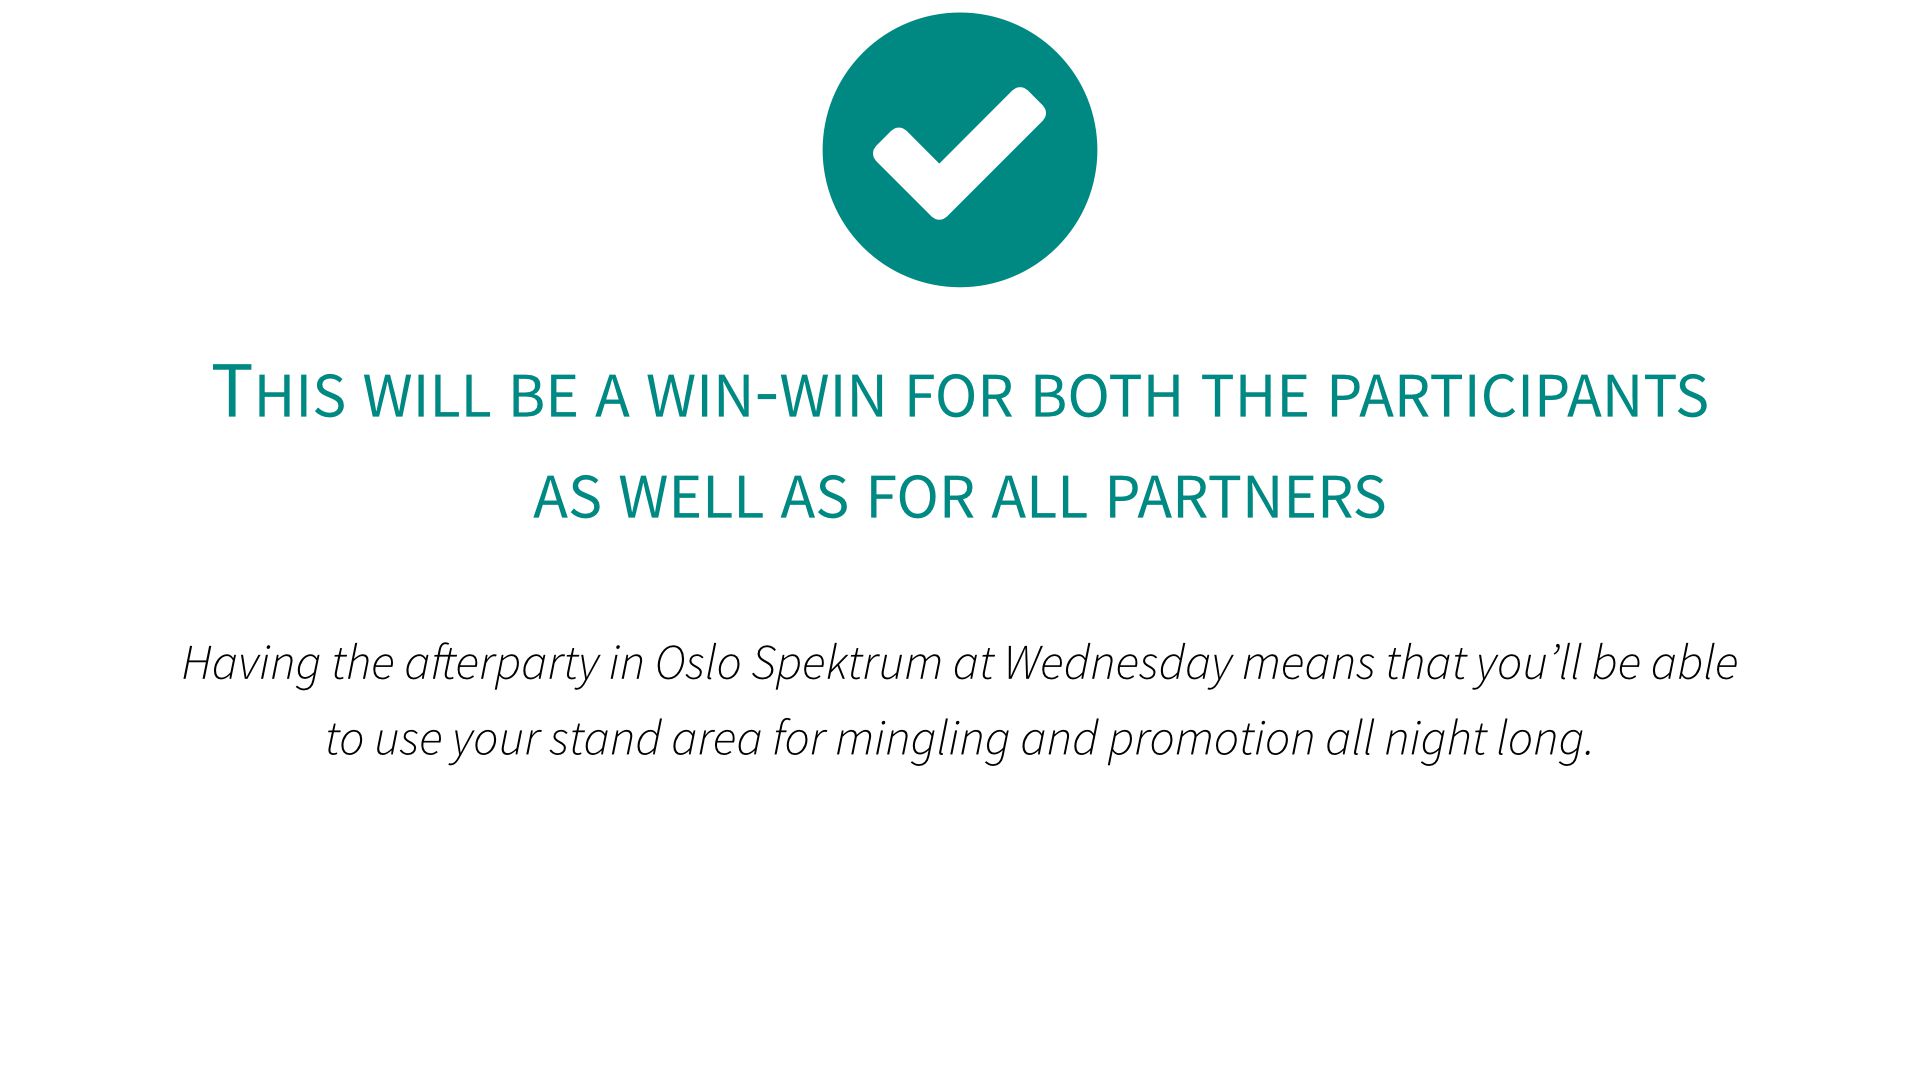 This will be a win-win for both the participants
as well as for all partners
Having the afterparty in Oslo Spektrum at Wednesday means that you’ll be able
to use your stand area for mingling and promotion all night long.